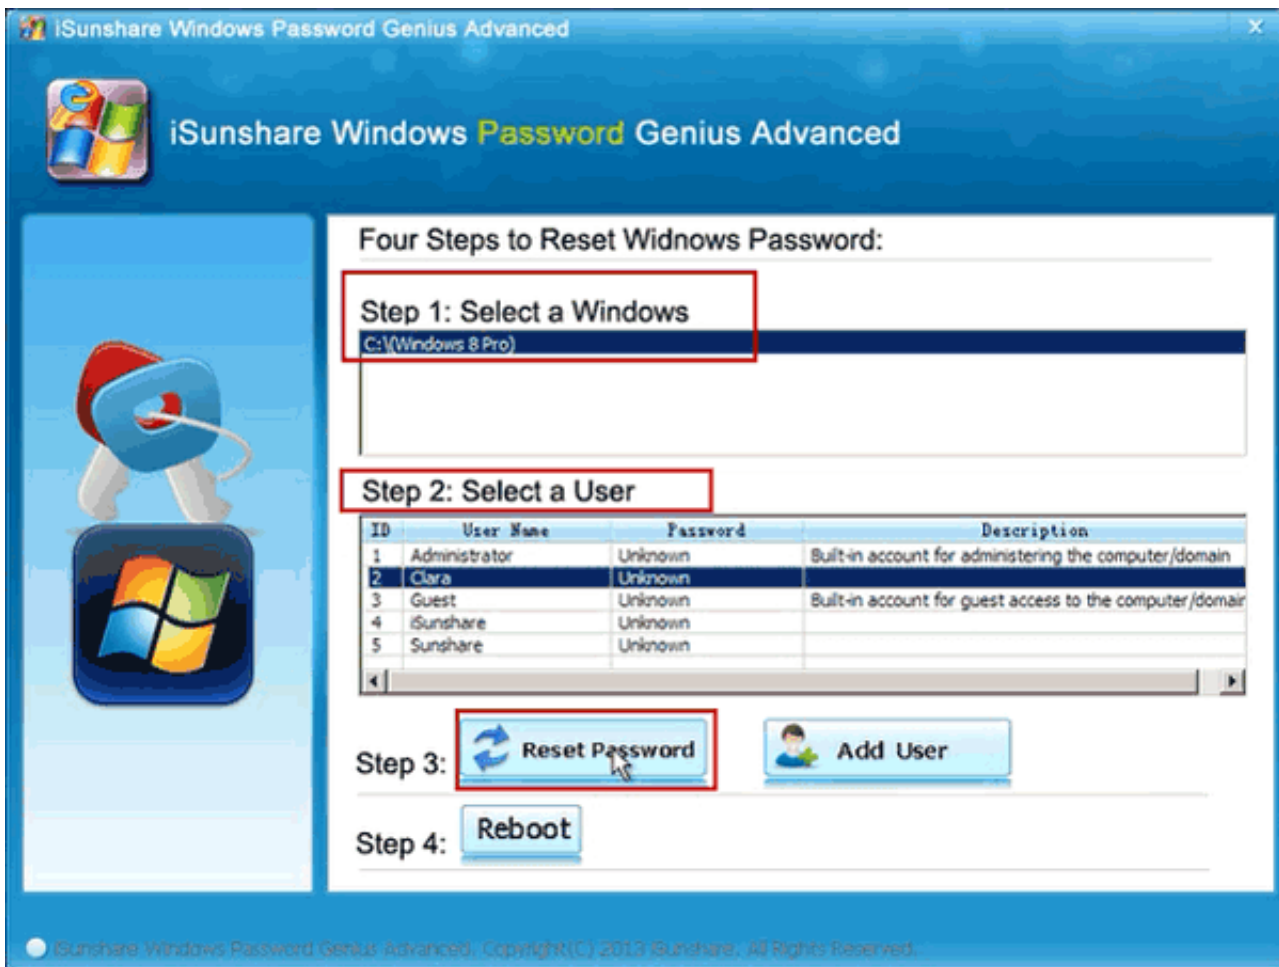 iSunshare Windows Password Genius Advanced
x
iSunshare Windows Password Genius Advanced
Four Steps to Reset Widnows Password:
Step 1: Select a Windows
C:\(Windows 8 Pro)
Step 2: Select a User
ID User Name Password Description
1 Administrator Unknown Built-in account for administering the computer/domain
2 Clara Unknown
3 Guest Unknown Built-in account for guest access to the computer/domain
4 iSunshare Unknown
5 Sunshare Unknown
Step 3: Reset Password Add User
Step 4: Reboot
iSunshare Windows Password Genius Advanced. Copyright(C) 2013 iSunshare. All Rights Reserved.